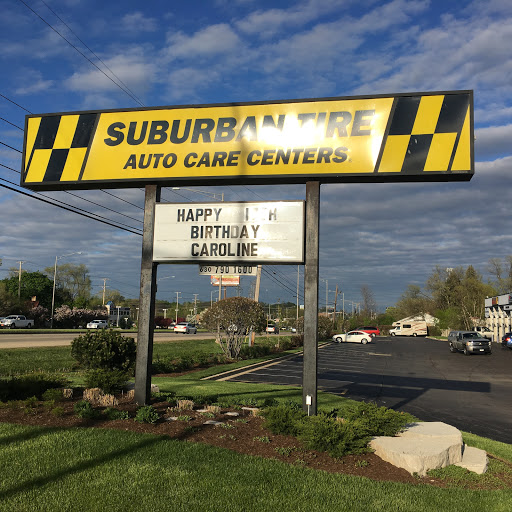 SUBURBAN TIRE
AUTO CARE CENTERS
HAPPY
BIRTHDAY
CAROLINE
630 790 1600